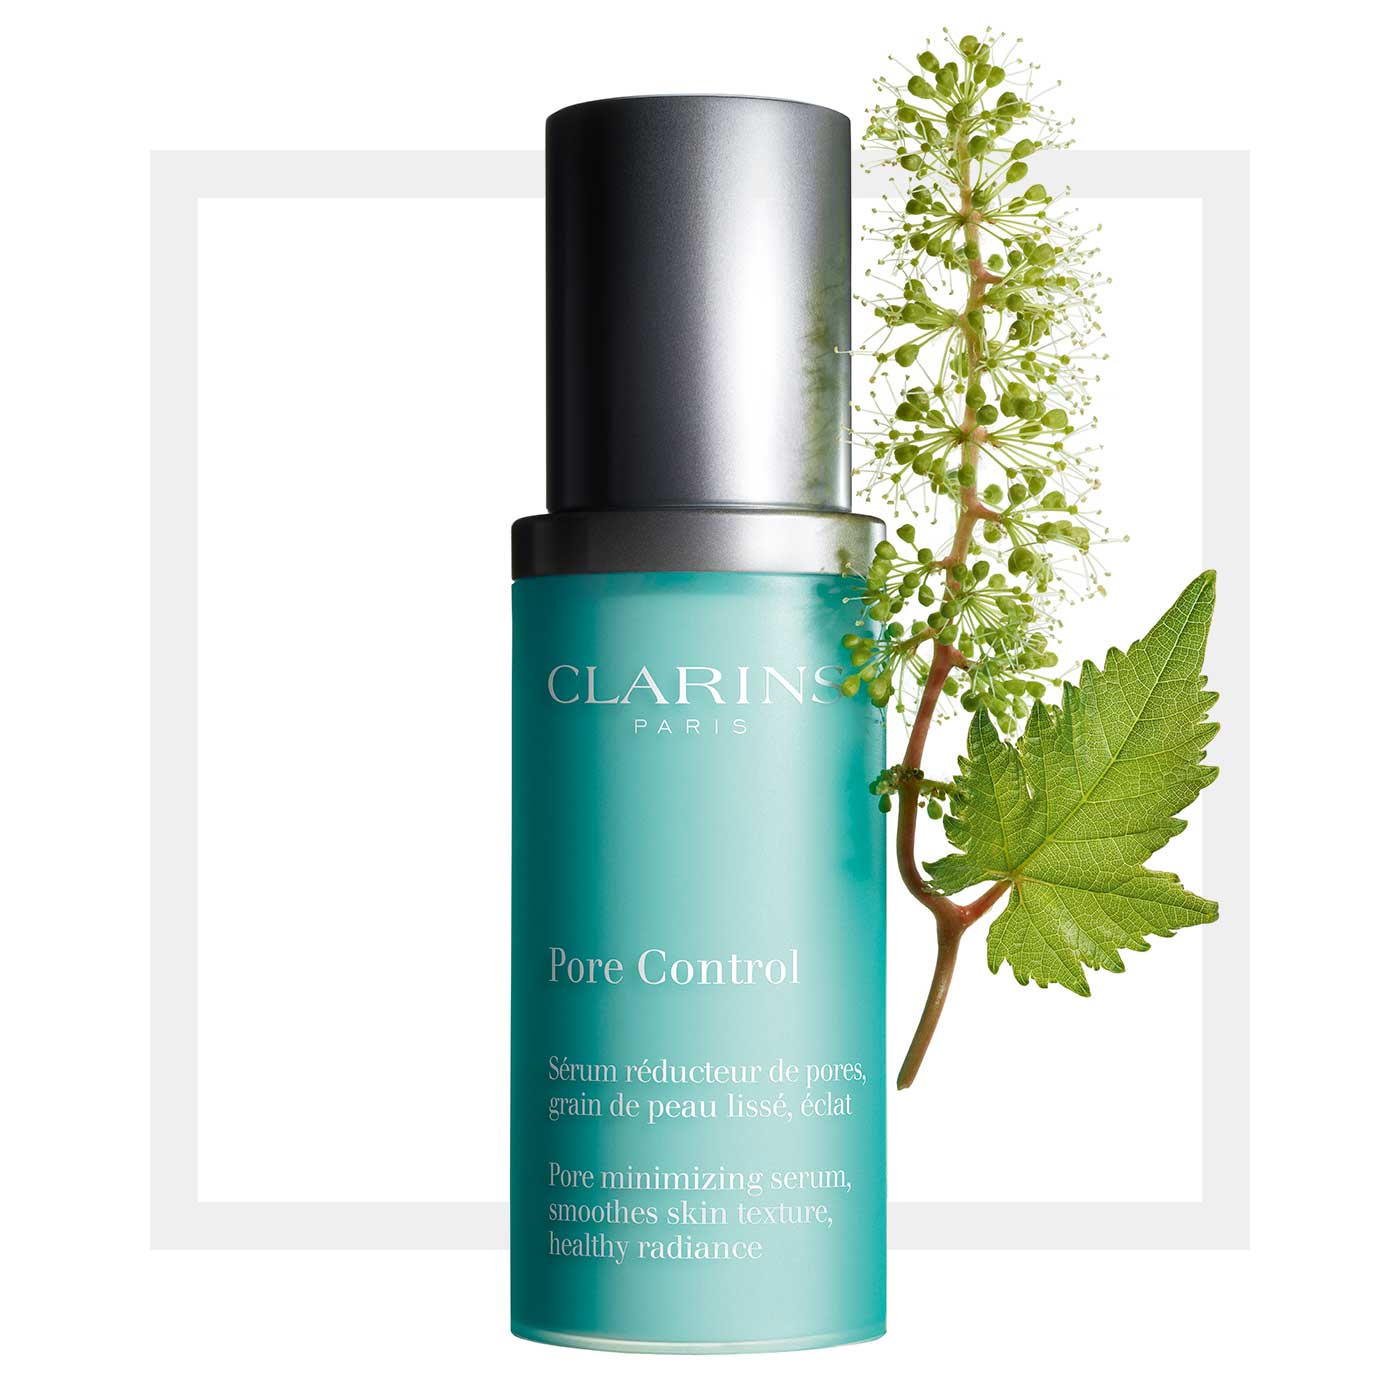 CLARINS
PARIS
Pore Control
Sérum réducteur de pores,
grain de peau lissé, éclat
Pore minimizing serum,
smoothes skin texture,
healthy radiance